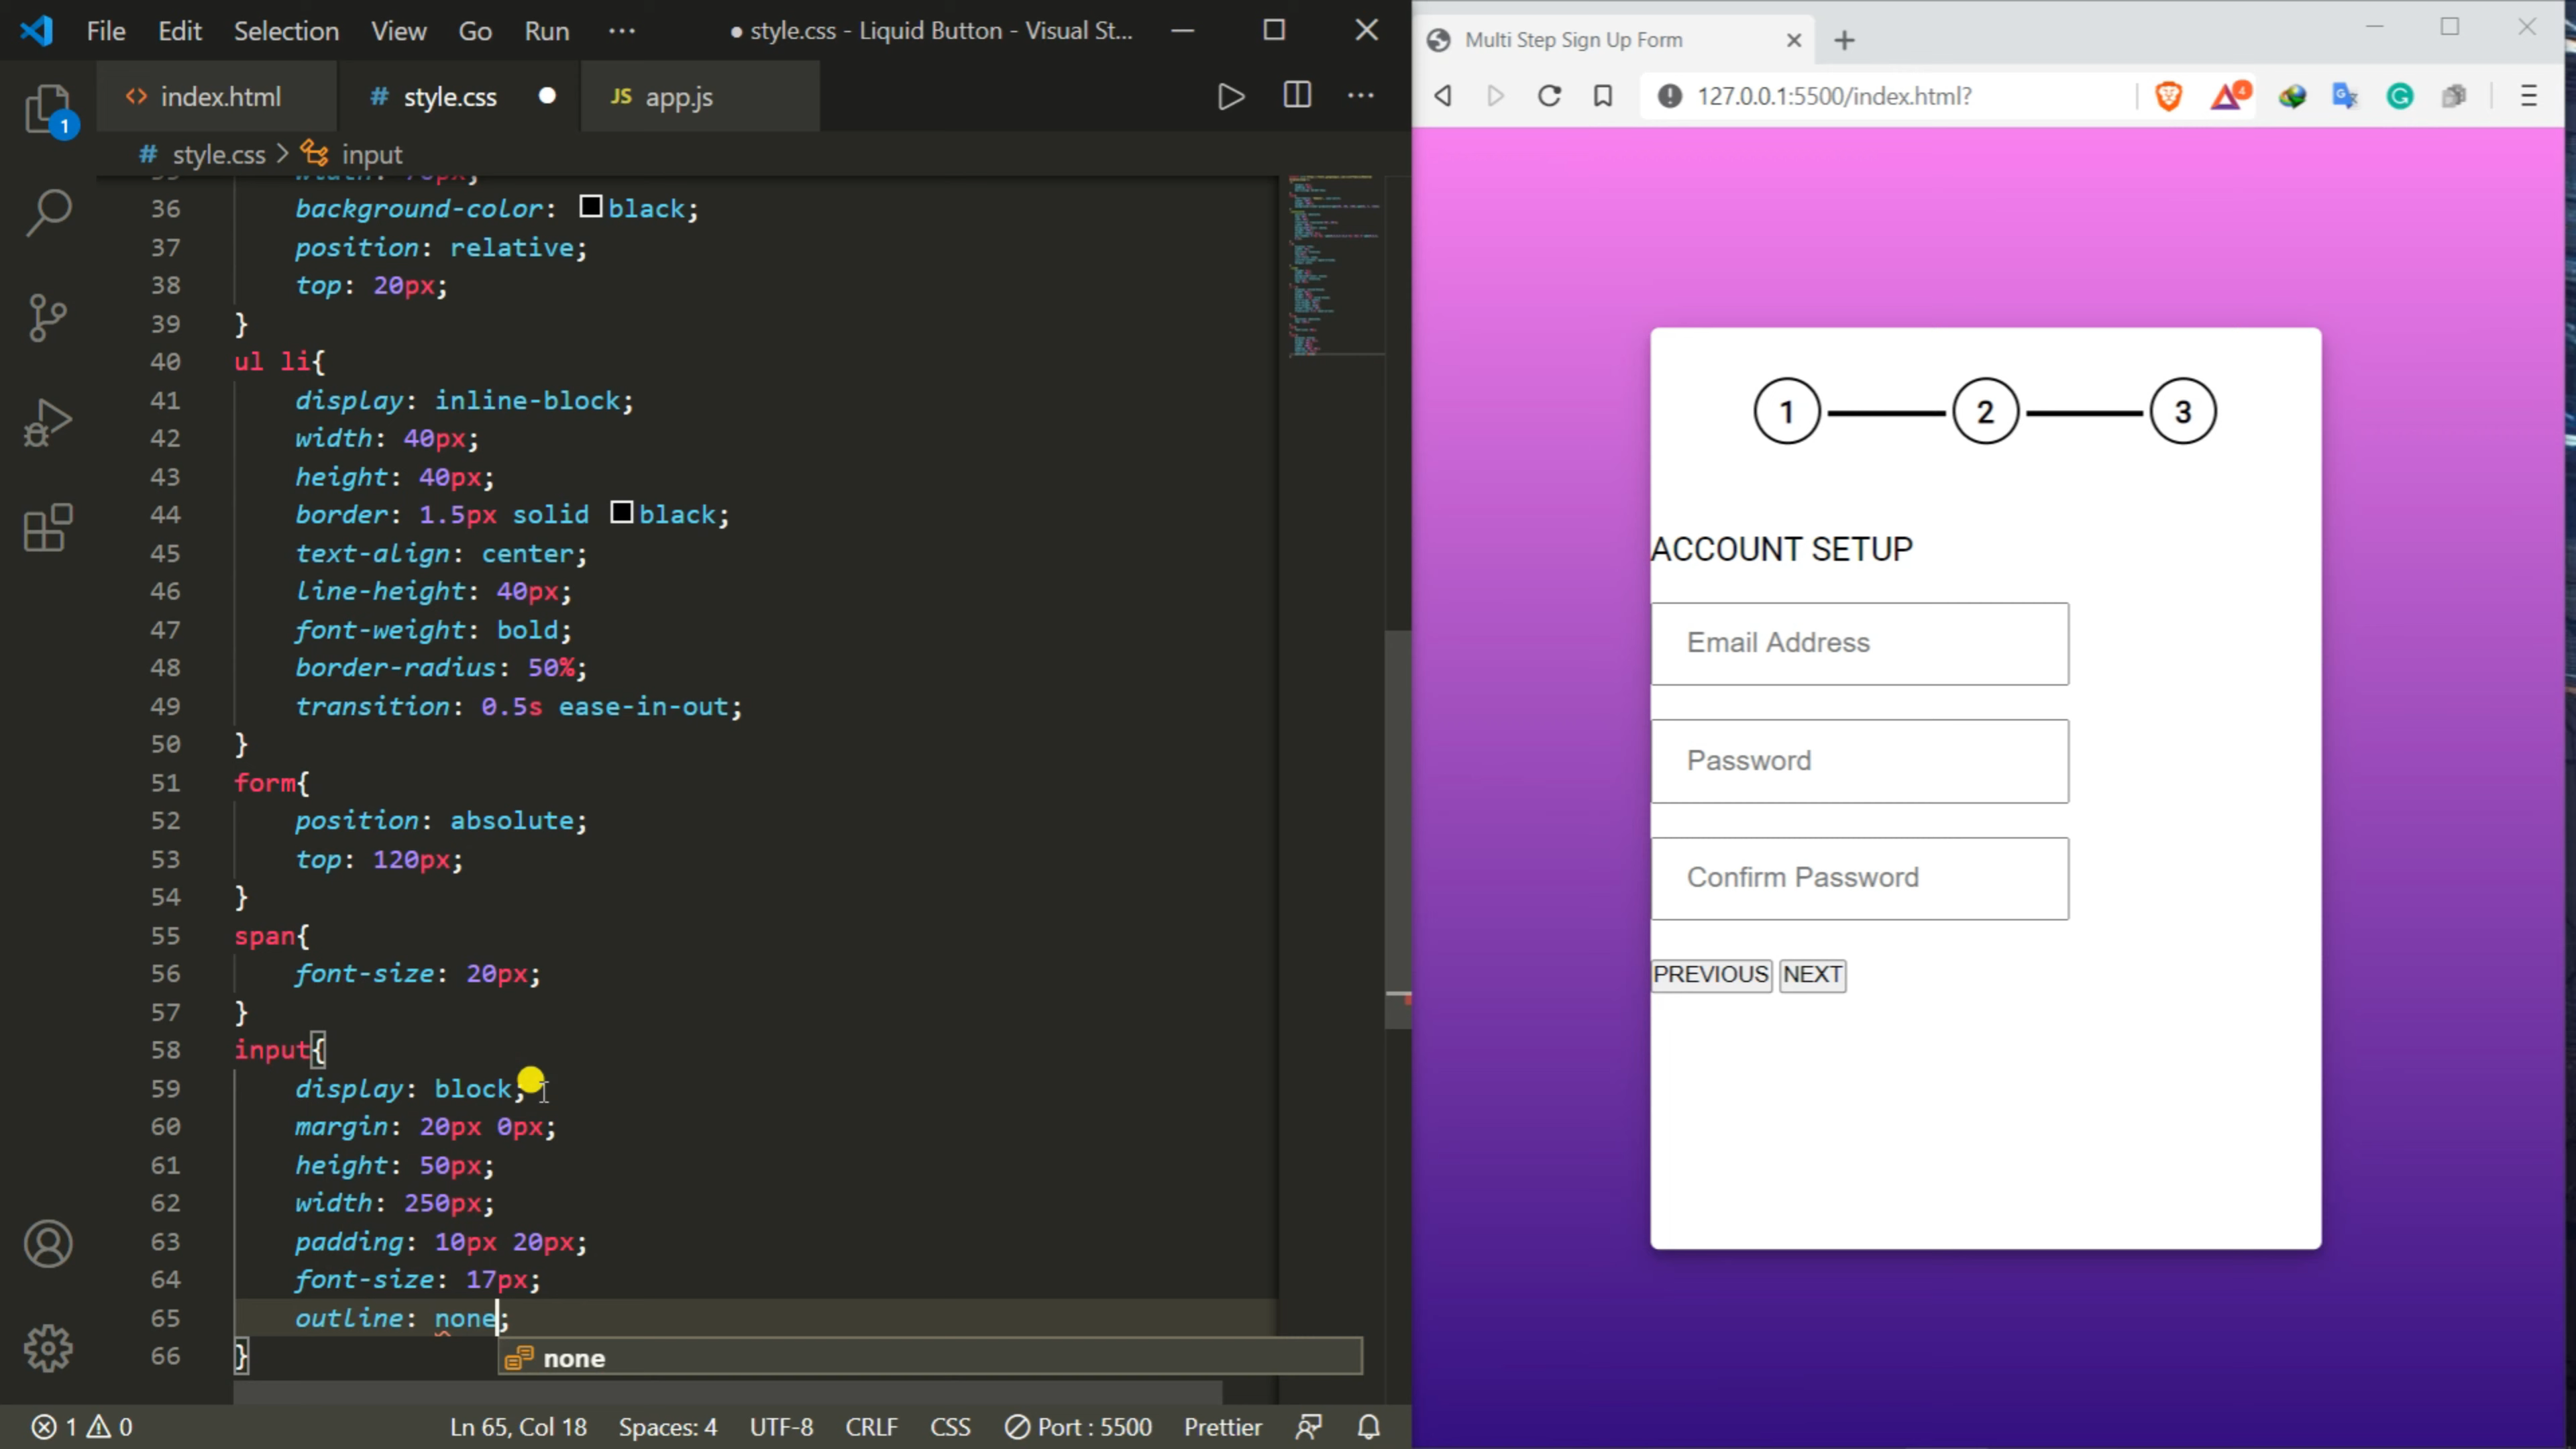 File Edit Selection View Go Run ··· ● style.css - Liquid Button - Visual St...
index.html # style.css JS app.js
1
# style.css > input
36 background-color: black;
37 position: relative;
38 top: 20px;
39 }
40 ul li{
41 display: inline-block;
42 width: 40px;
43 height: 40px;
44 border: 1.5px solid black;
45 text-align: center;
46 line-height: 40px;
47 font-weight: bold;
48 border-radius: 50%;
49 transition: 0.5s ease-in-out;
50 }
51 form{
52 position: absolute;
53 top: 120px;
54 }
55 span{
56 font-size: 20px;
57 }
58 input{
59 display: block;
60 margin: 20px 0px;
61 height: 50px;
62 width: 250px;
63 padding: 10px 20px;
64 font-size: 17px;
65 outline: none;
none
66 }
1 0 Ln 65, Col 18 Spaces: 4 UTF-8 CRLF CSS Port : 5500 Prettier
Multi Step Sign Up Form
127.0.0.1:5500/index.html?
4
1 2 3
ACCOUNT SETUP
Email Address
Password
Confirm Password
PREVIOUS NEXT